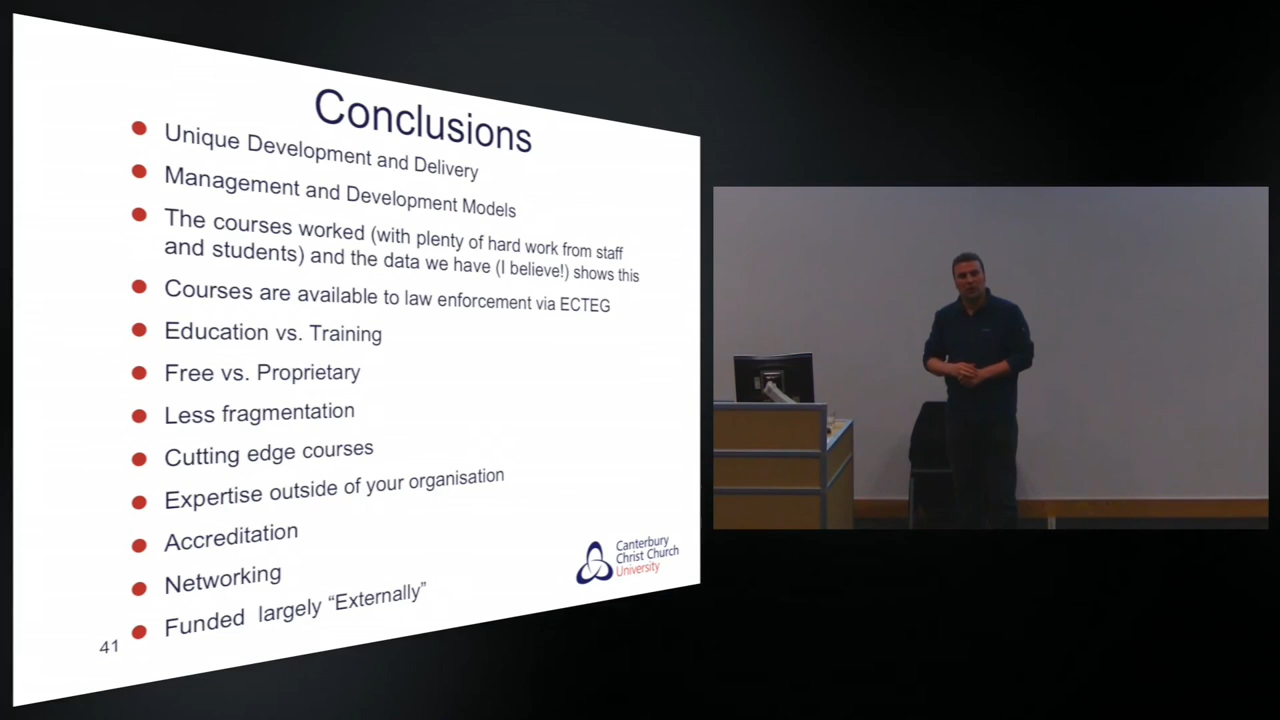 Conclusions
Unique Development and Delivery
Management and Development Models
The courses worked (with plenty of hard work from staff
and students) and the data we have (I believe!) shows this
Courses are available to law enforcement via ECTEG
Education vs. Training
Free vs. Proprietary
Less fragmentation
Cutting edge courses
Expertise outside of your organisation
Accreditation
Networking
Funded largely “Externally”
41
Canterbury
Christ Church
University